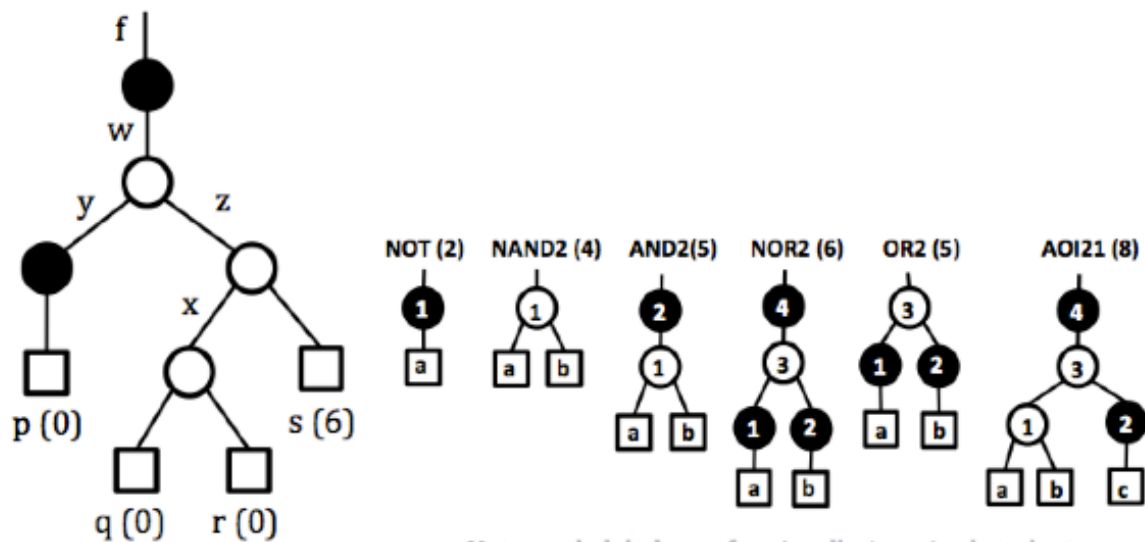 f
w
y z
x
p (0) s (6)
q (0) r (0)
NOT (2) NAND2 (4) AND2(5) NOR2 (6) OR2 (5) AOI21 (8)
1 1 2 4 3 4
a a b 1 3 1 2 3
a b 1 2 a b 1 2
a b a b c